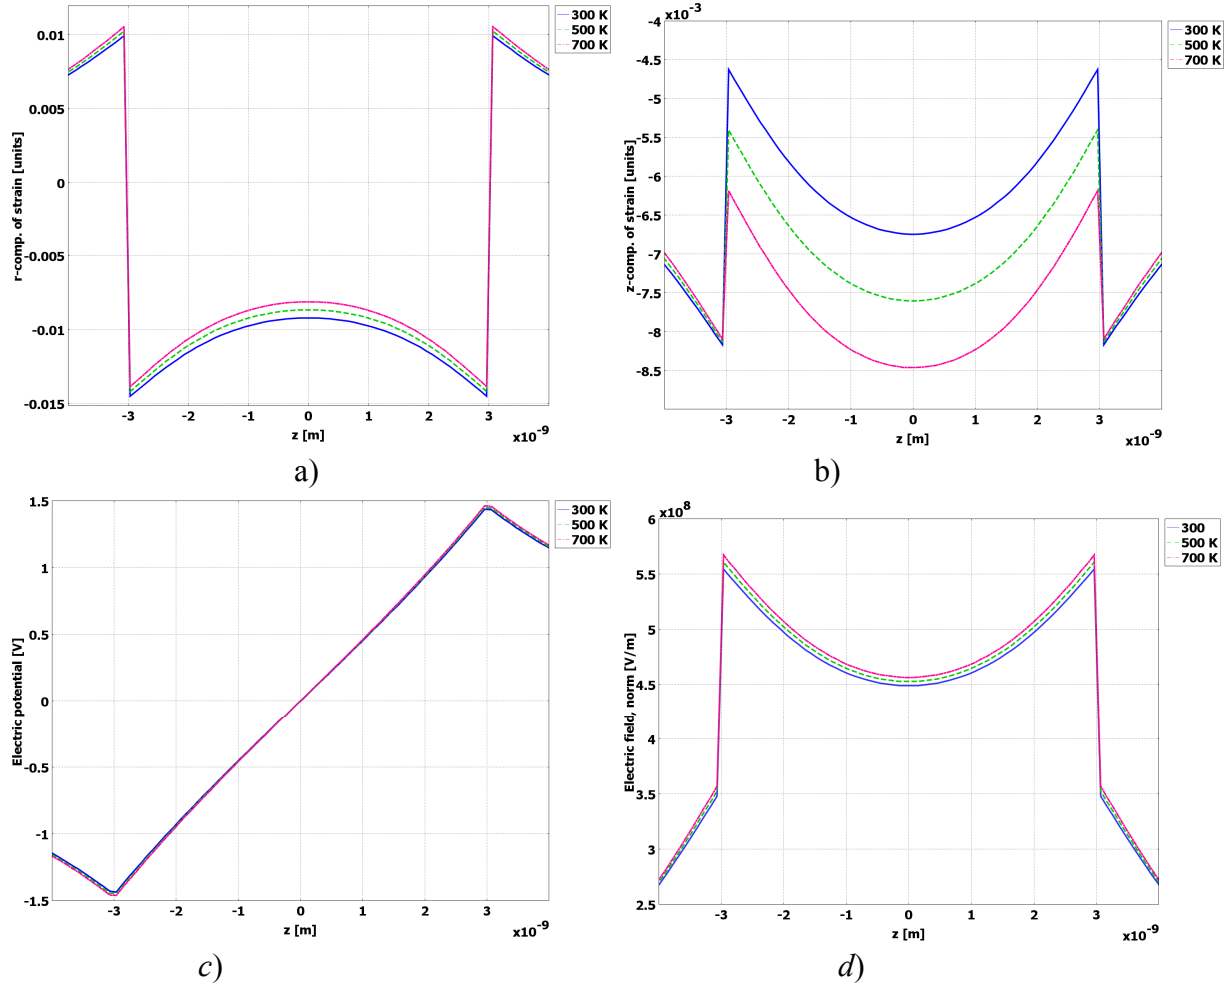 300 K
500 K
700 K
0.01
0.005
0
-0.005
-0.01
-0.015
r-comp. of strain [units]
-3 -2 -1 0 1 2 3
z [m]
x10-9
a)
x10-3
300 K
500 K
700 K
-4
-4.5
-5
-5.5
-6
-6.5
-7
-7.5
-8
-8.5
z-comp. of strain [units]
-3 -2 -1 0 1 2 3
z [m]
x10-9
b)
300 K
500 K
700 K
1.5
1
0.5
0
-0.5
-1
-1.5
Electric potential [V]
-3 -2 -1 0 1 2 3
z [m]
x10-9
c)
x108
300
500 K
700 K
6
5.5
5
4.5
4
3.5
3
2.5
Electric field, norm [V/m]
-3 -2 -1 0 1 2 3
z [m]
x10-9
d)